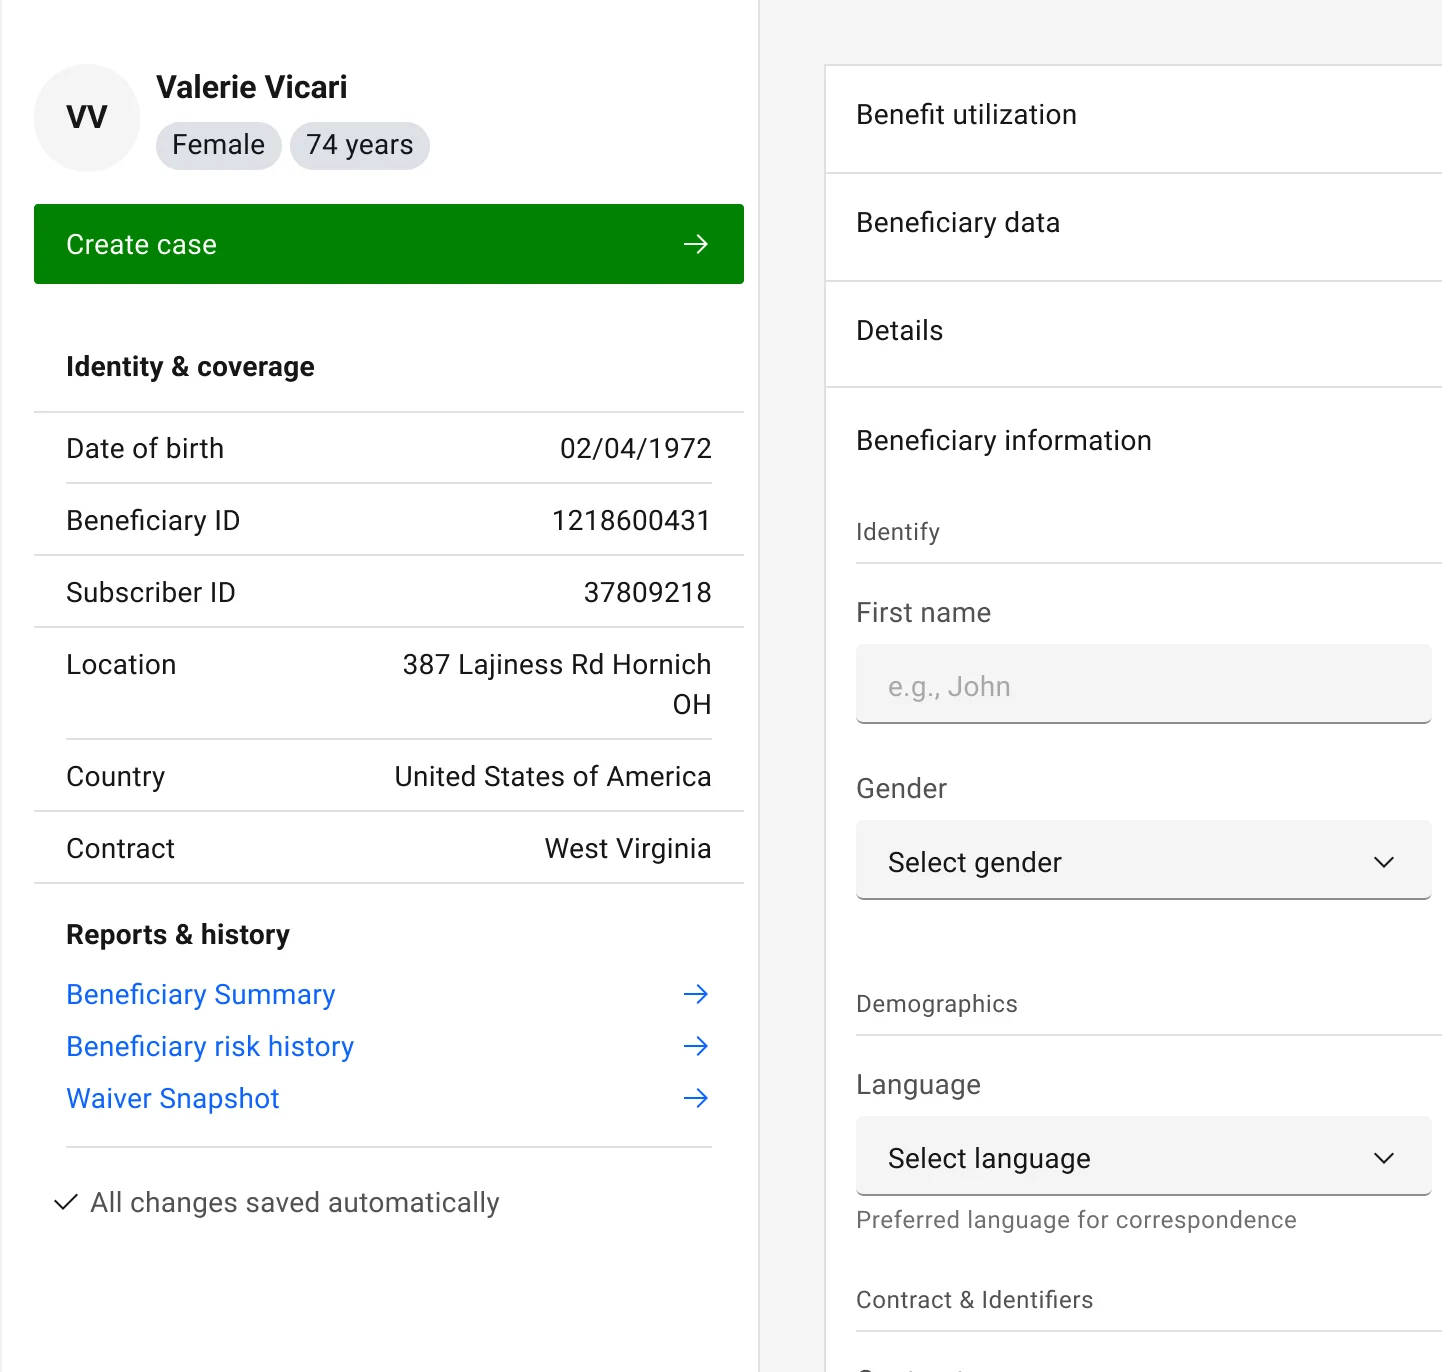 VV
Valerie Vicari
Female
74 years
Create case
Identity & coverage
Date of birth
02/04/1972
Beneficiary ID
1218600431
Subscriber ID
37809218
Location
387 Lajiness Rd Hornich
OH
Country
United States of America
Contract
West Virginia
Reports & history
Beneficiary Summary
Beneficiary risk history
Waiver Snapshot
All changes saved automatically
Benefit utilization
Beneficiary data
Details
Beneficiary information
Identify
First name
e.g., John
Gender
Select gender
Demographics
Language
Select language
Preferred language for correspondence
Contract & Identifiers